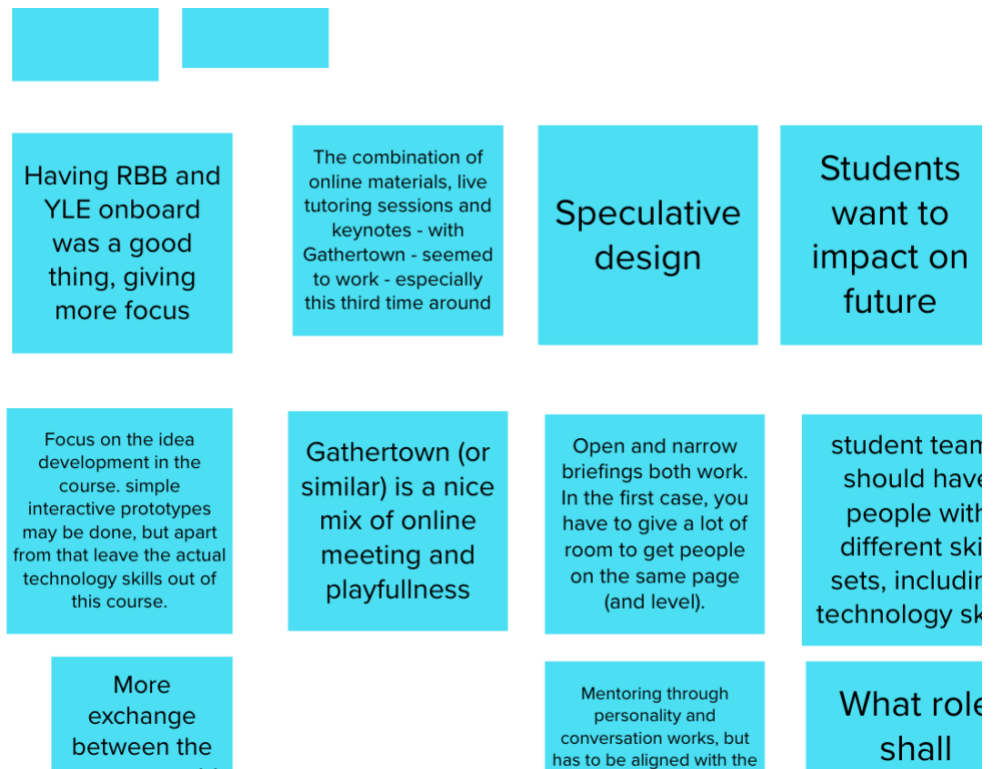 Having RBB and
YLE onboard
was a good
thing, giving
more focus
The combination of
online materials, live
tutoring sessions and
keynotes - with
Gathertown - seemed
to work - especially
this third time around
Speculative
design
Students
want to
impact on
future
Focus on the idea
development in the
course. simple
interactive prototypes
may be done, but apart
from that leave the actual
technology skills out of
this course.
Gathertown (or
similar) is a nice
mix of online
meeting and
playfullness
Open and narrow
briefings both work.
In the first case, you
have to give a lot of
room to get people
on the same page
(and level).
student team
should have
people with
different ski
sets, includin
technology sk
More
exchange
between the
Mentoring through
personality and
conversation works, but
has to be aligned with the
What role
shall